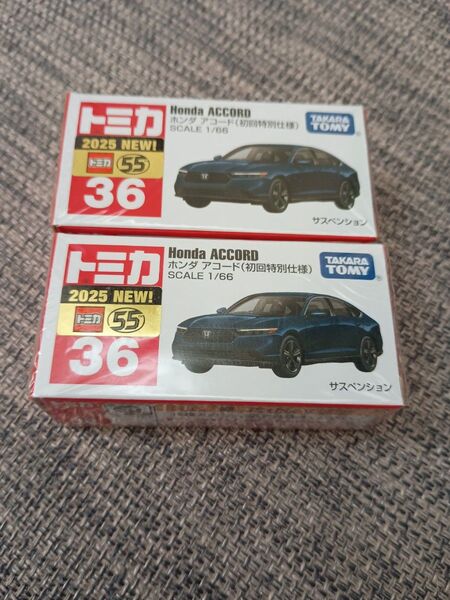 トミカ
2025 NEW!
トミカ 55
36
Honda ACCORD
ホンダ アコード(初回特別仕様)
SCALE 1/66
TAKARA
TOMY
サスペンション
トミカ
2025 NEW!
トミカ 55
36
Honda ACCORD
ホンダ アコード(初回特別仕様)
SCALE 1/66
TAKARA
TOMY
サスペンション